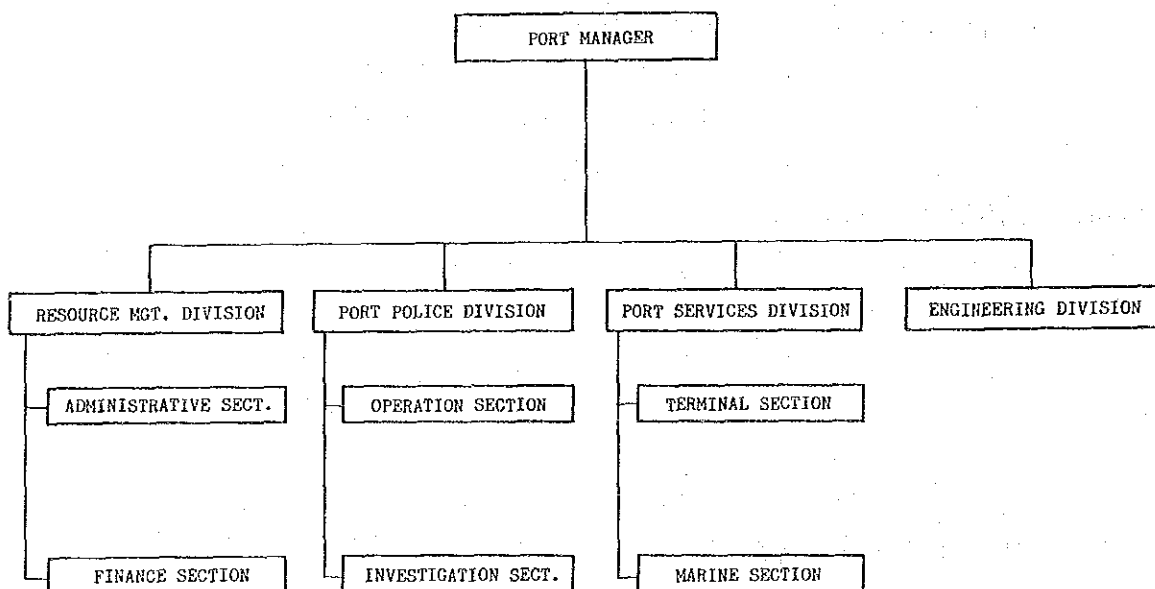 PORT MANAGER
RESOURCE MGT. DIVISION
PORT POLICE DIVISION
PORT SERVICES DIVISION
ENGINEERING DIVISION
ADMINISTRATIVE SECT.
OPERATION SECTION
TERMINAL SECTION
FINANCE SECTION
INVESTIGATION SECT.
MARINE SECTION